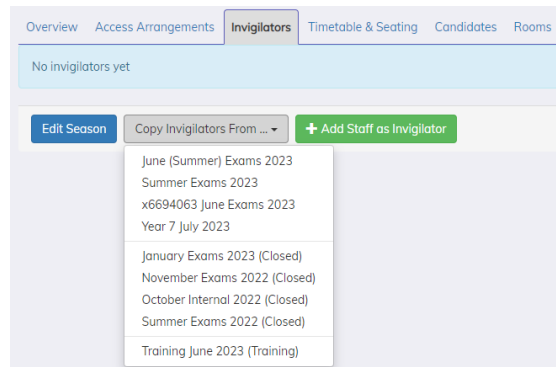 Overview Access Arrangements Invigilators Timetable & Seating Candidates Rooms
No invigilators yet
Edit Season Copy Invigilators From ... + Add Staff as Invigilator
June (Summer) Exams 2023
Summer Exams 2023
x6694063 June Exams 2023
Year 7 July 2023
January Exams 2023 (Closed)
November Exams 2022 (Closed)
October Internal 2022 (Closed)
Summer Exams 2022 (Closed)
Training June 2023 (Training)